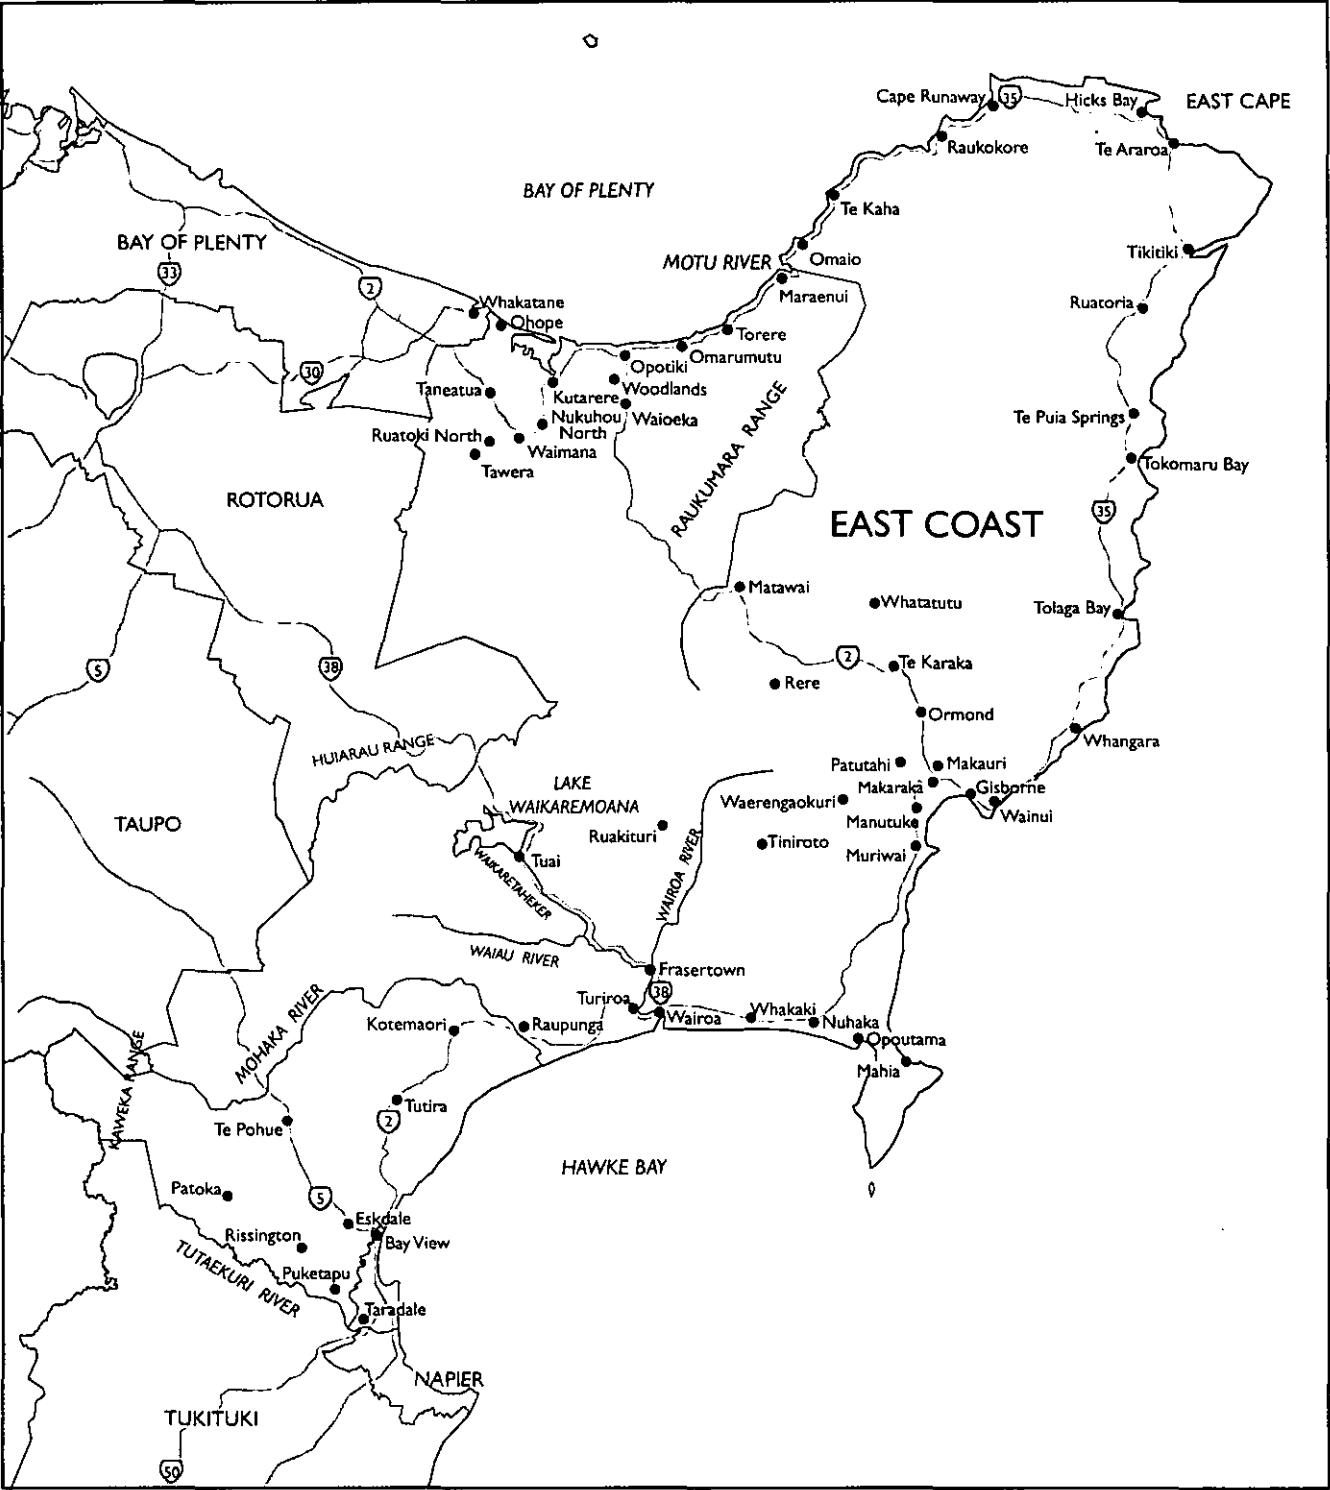 Cape Runaway
35
Hicks Bay
EAST CAPE
Raukokore
Te Araroa
BAY OF PLENTY
Te Kaha
BAY OF PLENTY
MOTU RIVER
Omaio
Tikitiki
33
2
Maraenui
Whakatane
Ruatoria
Ohope
Torere
Omarumutu
Opotiki
30
Taneatua
Kutarere
Woodlands
Nukuhou
North
Waioeka
Te Puia Springs
Ruatoki North
Waimana
Tawera
Tokomaru Bay
RAUKUMARA RANGE
ROTORUA
35
EAST COAST
Matawai
Whatatutu
Tolaga Bay
5
38
2
Te Karaka
Rere
Ormond
HUIARAU RANGE
Whangara
Patutahi
Makauri
LAKE
WAIKAREMOANA
Makaraka
Gisborne
Waerengaokuri
Wainui
Manutuke
TAUPO
Ruakituri
Tiniroto
Muriwai
Tuai
WAIKARETAHEKER
WAIROA RIVER
WAIAU RIVER
Frasertown
38
Turiroa
MOHAKA RIVER
Wairoa
Whakaki
Kotemaori
Raupunga
Nuhaka
Opoutama
KAWEKA RANGE
Mahia
Tutira
2
Te Pohue
HAWKE BAY
Patoka
5
Eskdale
Rissington
Bay View
TUTAEKURI RIVER
Puketapu
Taradale
NAPIER
TUKITUKI
50